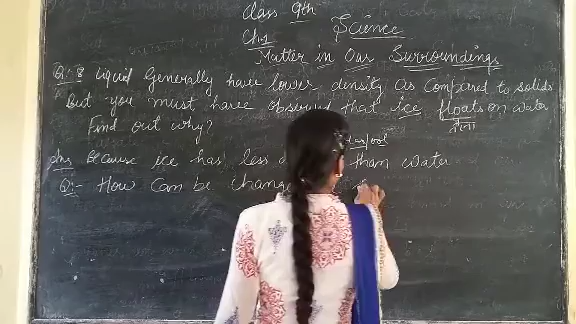 Class 9th
Ch:1 Science
Matter in Our Surroundings
Q:-8 Liquid Generally have lower density as compared to solids
But you must have observed that ice floats on water
Find out why?
Ans Because ice has less than water
Q:- How Can be change